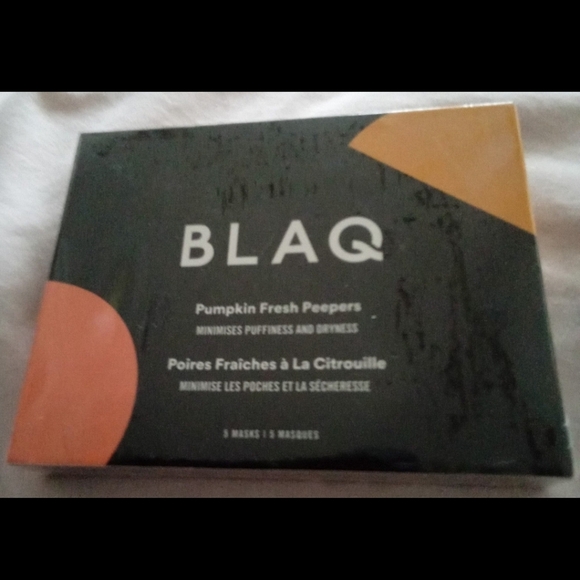 BLAQ
Pumpkin Fresh Peepers
MINIMISES PUFFINESS AND DRYNESS
Poires Fraîches à La Citrouille
MINIMISE LES POCHES ET LA SÉCHERESSE
5 MASKS | 5 MASQUES